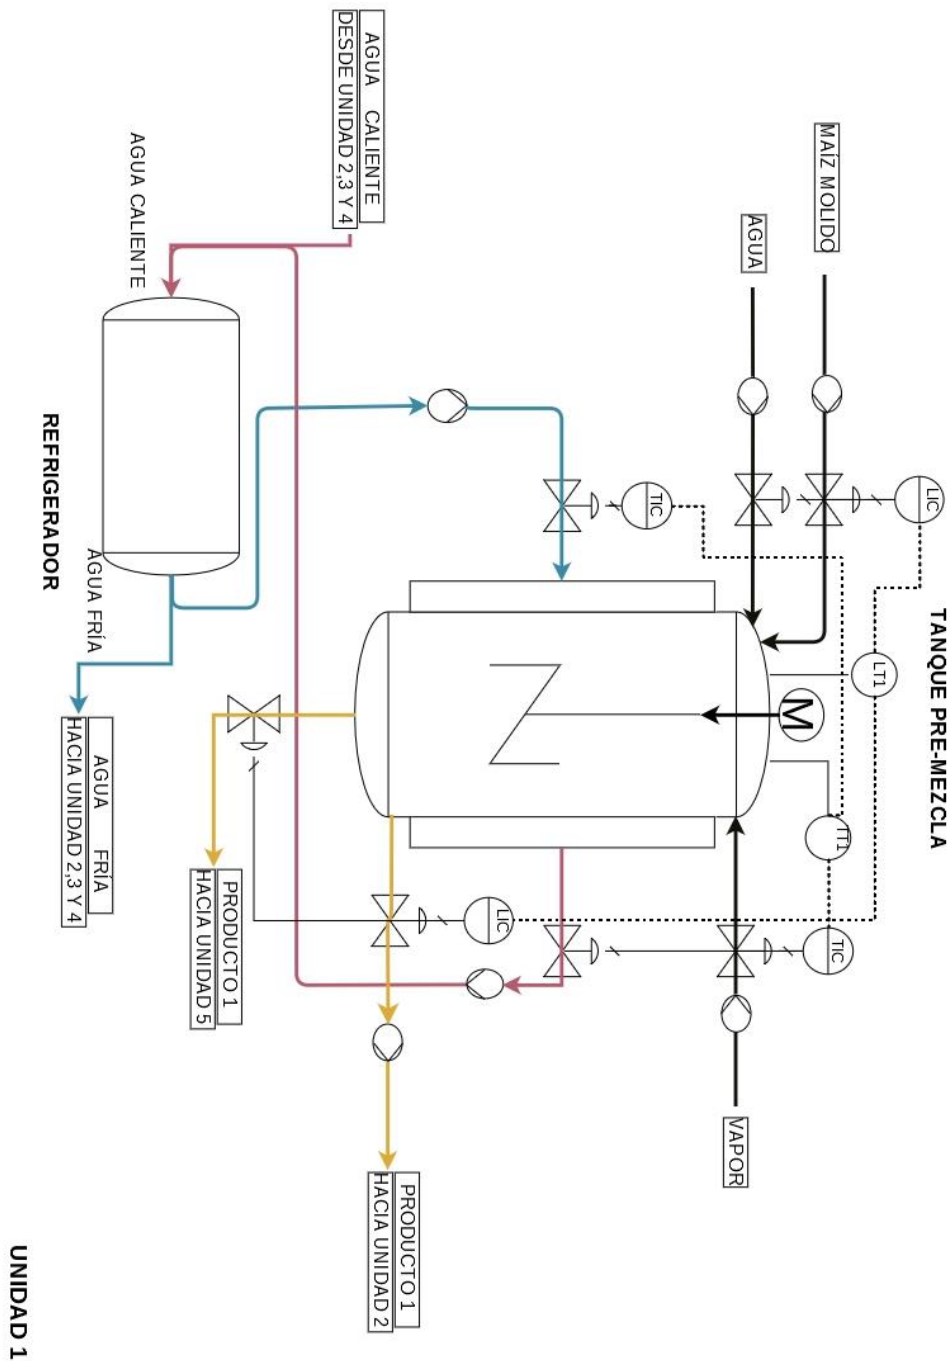 TANQUE PRE-MEZCLA
MAÍZ MOLIDO
LIC
AGUA
LT1
M
TT1
TIC
VAPOR
TIC
AGUA CALIENTE
DESDE UNIDAD 2,3 Y 4
LIC
PRODUCTO 1
HACIA UNIDAD 2
AGUA CALIENTE
PRODUCTO 1
HACIA UNIDAD 5
AGUA FRÍA
REFRIGERADOR
AGUA FRÍA
HACIA UNIDAD 2,3 Y 4
UNIDAD 1